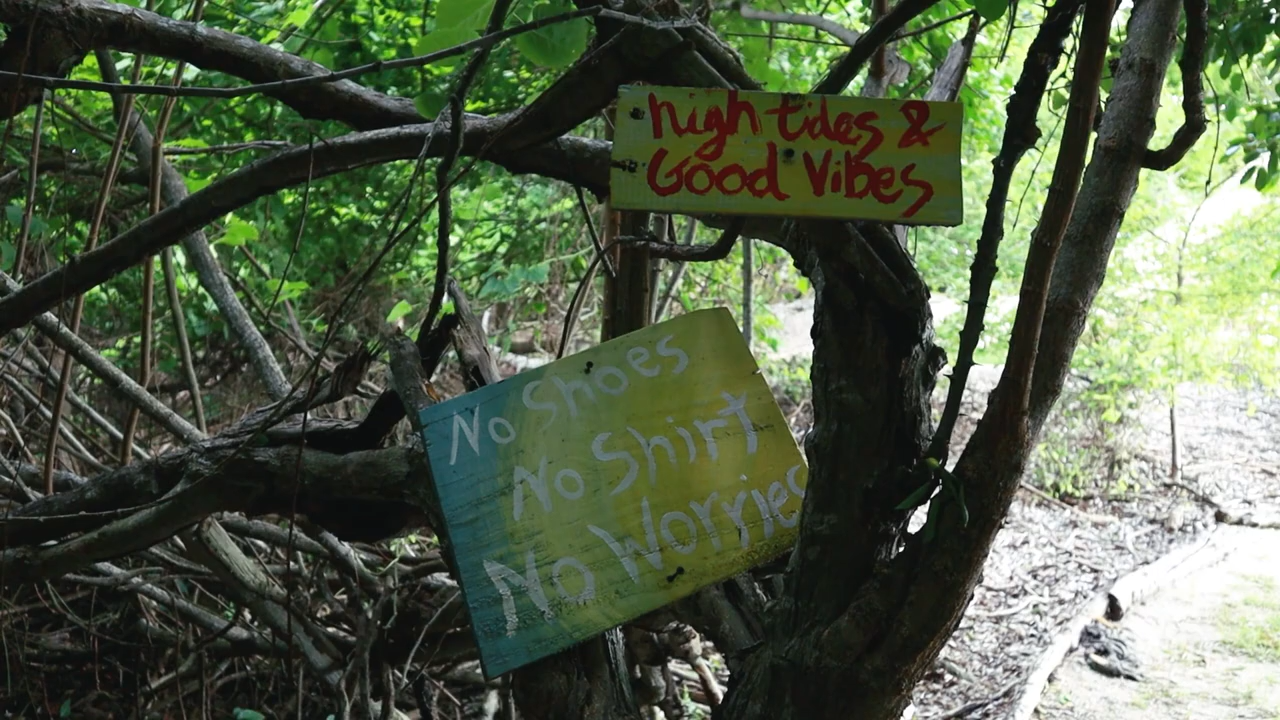 high tides &
Good Vibes
No Shoes
No Shirt
No Worries